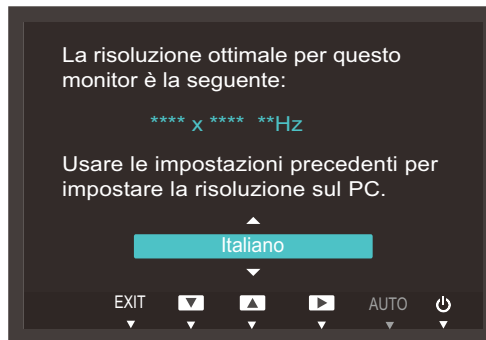 La risoluzione ottimale per questo
monitor è la seguente:
**** x **** **Hz
Usare le impostazioni precedenti per
impostare la risoluzione sul PC.
Italiano
EXIT AUTO